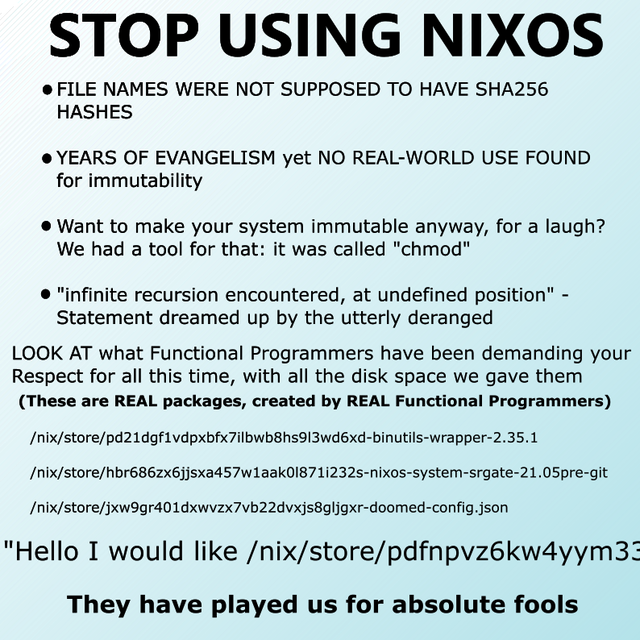 STOP USING NIXOS
● FILE NAMES WERE NOT SUPPOSED TO HAVE SHA256
HASHES
● YEARS OF EVANGELISM yet NO REAL-WORLD USE FOUND
for immutability
● Want to make your system immutable anyway, for a laugh?
We had a tool for that: it was called "chmod"
● "infinite recursion encountered, at undefined position" -
Statement dreamed up by the utterly deranged
LOOK AT what Functional Programmers have been demanding your
Respect for all this time, with all the disk space we gave them
(These are REAL packages, created by REAL Functional Programmers)
/nix/store/pd21dgf1vdpxbfx7ilbwb8hs9l3wd6xd-binutils-wrapper-2.35.1
/nix/store/hbr686zx6jjsxa457w1aak0l871i232s-nixos-system-srgate-21.05pre-git
/nix/store/jxw9gr401dxwvzx7vb22dvxjs8gljgxr-doomed-config.json
"Hello I would like /nix/store/pdfnpvz6kw4yym33
They have played us for absolute fools